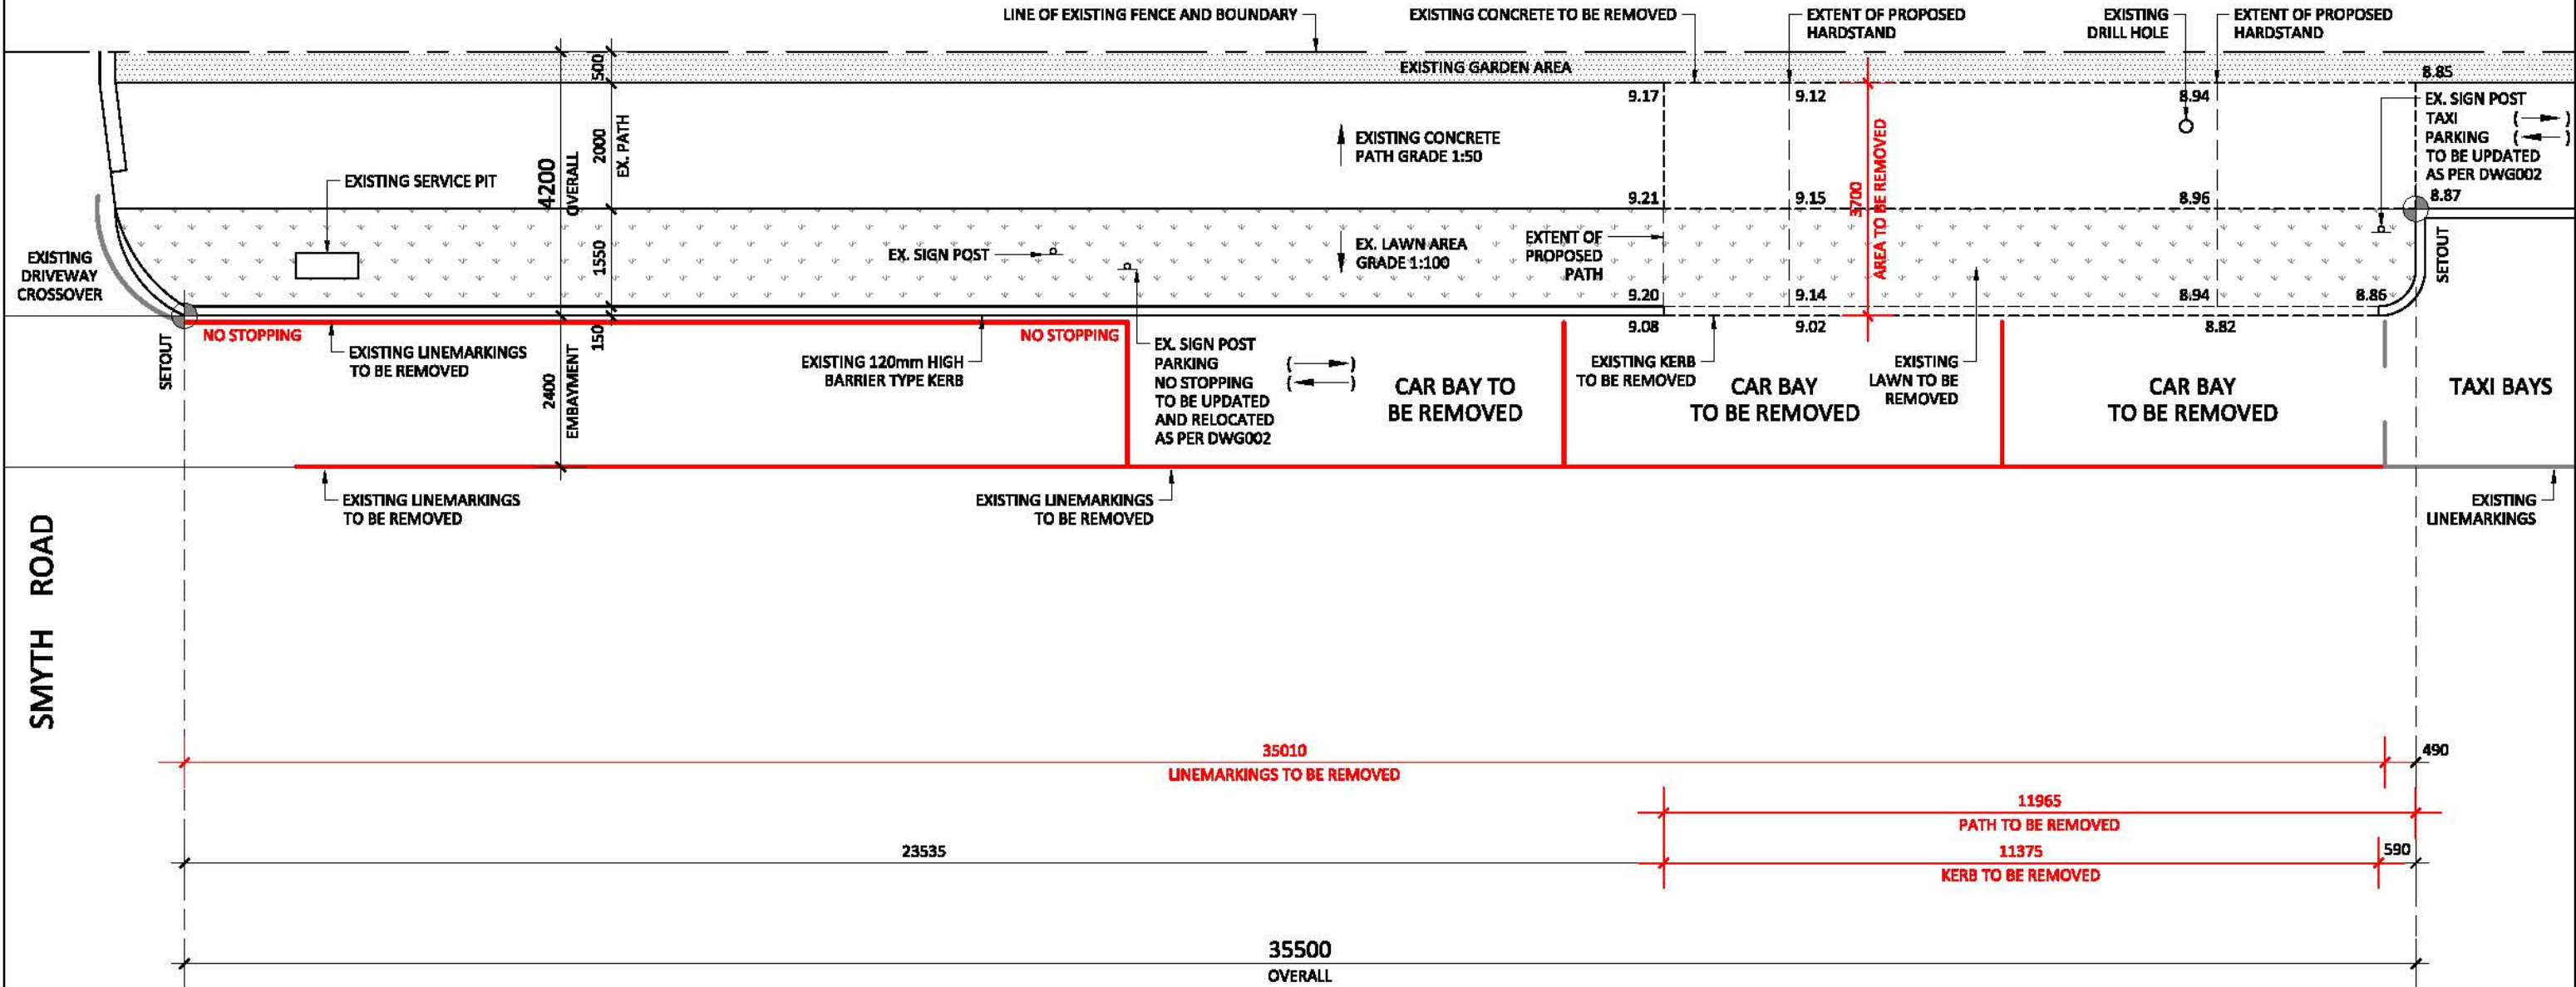 LINE OF EXISTING FENCE AND BOUNDARY
EXISTING CONCRETE TO BE REMOVED
EXTENT OF PROPOSED
HARDSTAND
EXISTING
DRILL HOLE
EXTENT OF PROPOSED
HARDSTAND
500
EXISTING GARDEN AREA
8.85
9.17
9.12
8.94
EX. SIGN POST
TAXI
PARKING
TO BE UPDATED
AS PER DWG002
4200
OVERALL
2000
EX. PATH
EXISTING CONCRETE
PATH GRADE 1:50
3700
AREA TO BE REMOVED
EXISTING SERVICE PIT
9.21
9.15
8.96
8.87
EXISTING
DRIVEWAY
CROSSOVER
1550
EX. SIGN POST
EX. LAWN AREA
GRADE 1:100
EXTENT OF
PROPOSED
PATH
SETOUT
9.20
9.14
8.94
8.86
NO STOPPING
NO STOPPING
150
9.08
9.02
8.82
SETOUT
EXISTING LINEMARKINGS
TO BE REMOVED
2400
EMBAYMENT
EXISTING 120mm HIGH
BARRIER TYPE KERB
EX. SIGN POST
PARKING
NO STOPPING
TO BE UPDATED
AND RELOCATED
AS PER DWG002
CAR BAY TO
BE REMOVED
EXISTING KERB
TO BE REMOVED
CAR BAY
TO BE REMOVED
EXISTING
LAWN TO BE
REMOVED
CAR BAY
TO BE REMOVED
TAXI BAYS
EXISTING LINEMARKINGS
TO BE REMOVED
EXISTING LINEMARKINGS
TO BE REMOVED
EXISTING
LINEMARKINGS
SMYTH ROAD
35010
LINEMARKINGS TO BE REMOVED
490
11965
PATH TO BE REMOVED
23535
11375
KERB TO BE REMOVED
590
35500
OVERALL